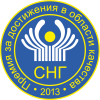 Премия за достижения в области качества
СНГ
• 2013 •